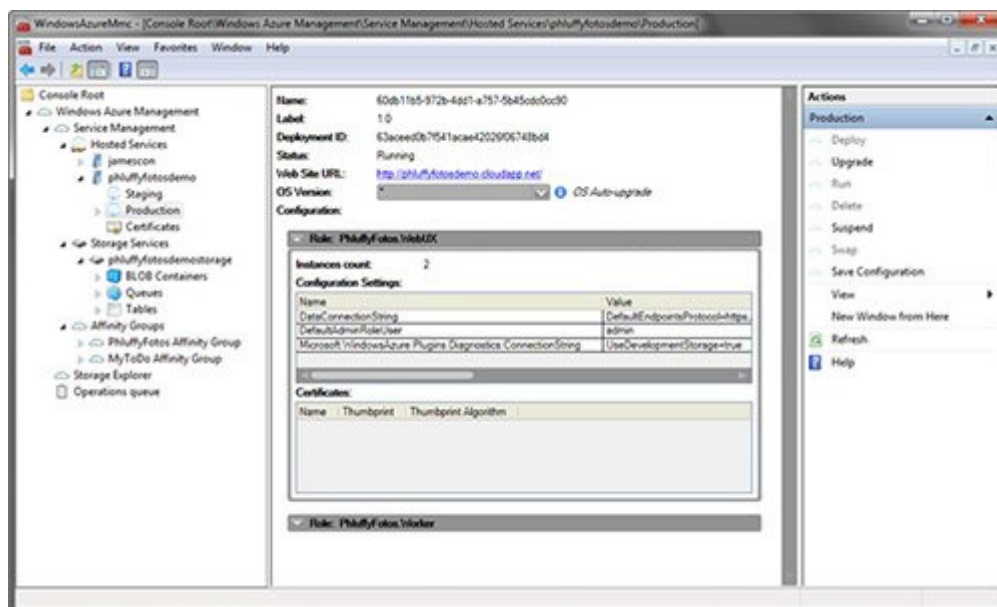 WindowsAzureMmc - [Console Root\Windows Azure Management\Service Management\Hosted Services\phluffyfotosdemo\Production]
File Action View Favorites Window Help
Console Root
Windows Azure Management
Service Management
Hosted Services
jamescon
phluffyfotosdemo
Staging
Production
Certificates
Storage Services
phluffyfotosdemostorage
BLOB Containers
Queues
Tables
Affinity Groups
PhluffyFotos Affinity Group
MyToDo Affinity Group
Storage Explorer
Operations queue
Name:
Label: 1.0
Deployment ID:
Status: Running
Web Site URL: http://phluffyfotosdemo.cloudapp.net/
OS Version: * OS Auto-upgrade
Configuration:
Role: PhluffyFotos.WebUX
Instances count: 2
Configuration Settings:
Name Value
DataConnectionString DefaultEndpointsProtocol=https
DefaultAdminRoleUser admin
Microsoft.WindowsAzure.Plugins.Diagnostics.ConnectionString UseDevelopmentStorage=true
Certificates:
Name Thumbprint Thumbprint Algorithm
Role: PhluffyFotos.Worker
Actions
Production
Deploy
Upgrade
Run
Delete
Suspend
Swap
Save Configuration
View
New Window from Here
Refresh
Help